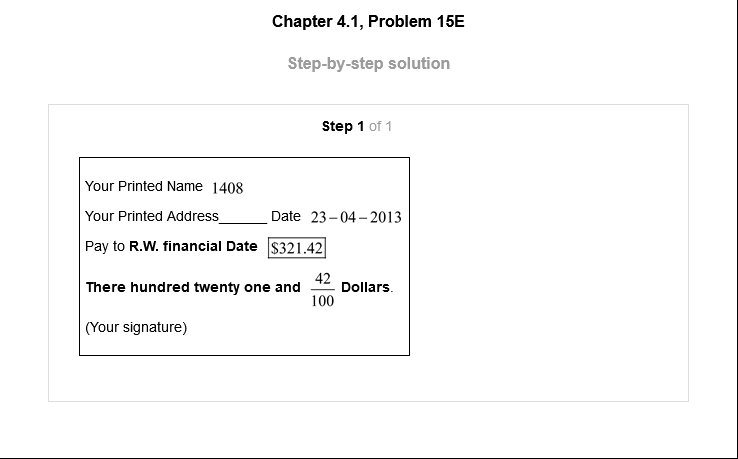 Chapter 4.1, Problem 15E
Step-by-step solution
Step 1 of 1
Your Printed Name 1408
Your Printed Address______ Date 23–04–2013
Pay to R.W. financial Date $321.42
There hundred twenty one and 42/100 Dollars.
(Your signature)